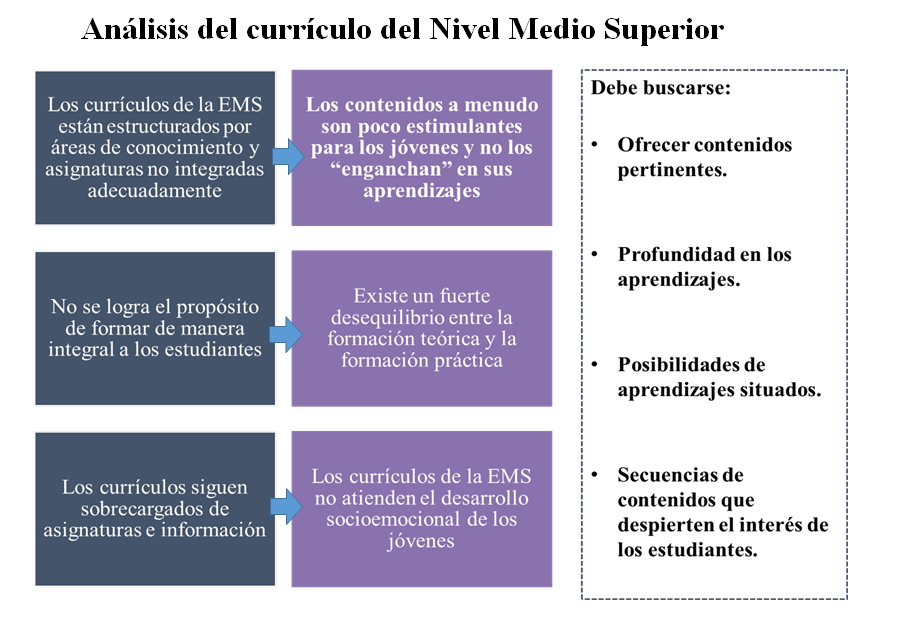 Análisis del currículo del Nivel Medio Superior
Los currículos de la EMS
están estructurados por
áreas de conocimiento y
asignaturas no integradas
adecuadamente
Los contenidos a menudo
son poco estimulantes
para los jóvenes y no los
“enganchan” en sus
aprendizajes
No se logra el propósito
de formar de manera
integral a los estudiantes
Existe un fuerte
desequilibrio entre la
formación teórica y la
formación práctica
Los currículos siguen
sobrecargados de
asignaturas e información
Los currículos de la EMS
no atienden el desarrollo
socioemocional de los
jóvenes
Debe buscarse:
• Ofrecer contenidos
pertinentes.
• Profundidad en los
aprendizajes.
• Posibilidades de
aprendizajes situados.
• Secuencias de
contenidos que
despierten el interés de
los estudiantes.